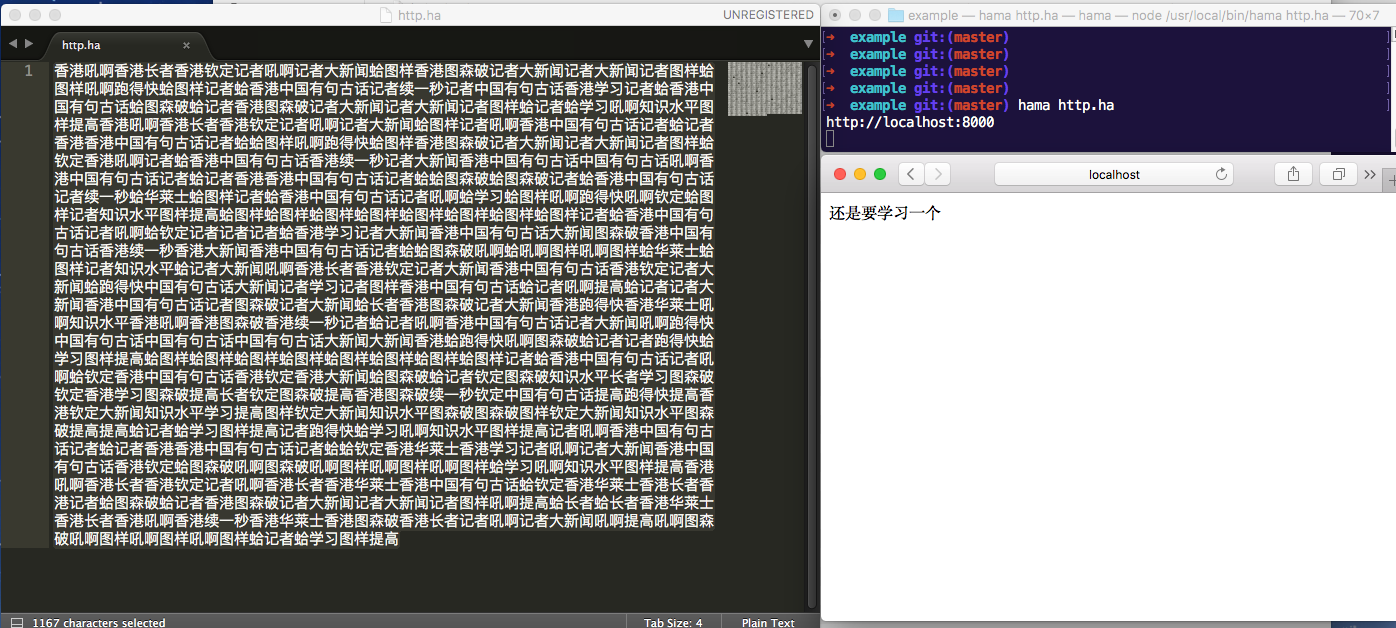 http.ha
UNREGISTERED
http.ha
1
香港吼啊香港长者香港钦定记者吼啊记者大新闻蛤图样香港图森破记者大新闻记者大新闻记者图样蛤
图样吼啊跑得快蛤图样记者蛤香港中国有句古话记者续一秒记者中国有句古话香港学习记者蛤香港中
国有句古话蛤图森破蛤记者香港图森破记者大新闻记者大新闻记者图样蛤记者蛤学习吼啊知识水平图
样提高香港吼啊香港长者香港钦定记者吼啊记者大新闻蛤图样记者吼啊香港中国有句古话记者蛤记者
香港香港中国有句古话记者蛤蛤图样吼啊跑得快蛤图样香港图森破记者大新闻记者大新闻记者图样蛤
钦定香港吼啊记者蛤香港中国有句古话香港续一秒记者大新闻香港中国有句古话中国有句古话吼啊香
港中国有句古话记者蛤记者香港香港中国有句古话蛤图森破蛤图森破记者蛤香港中国有句古话
记者续一秒蛤华莱士蛤图样记者蛤香港中国有句古话记者吼啊蛤学习蛤图样吼啊跑得快吼啊钦定蛤图
样记者知识水平图样提高蛤图样蛤图样蛤图样蛤图样蛤图样蛤图样蛤图样蛤图样记者蛤香港中国有句
古话记者吼啊蛤钦定记者记者记者蛤香港学习记者大新闻香港中国有句古话大新闻图森破香港中国有
句古话香港续一秒香港大新闻香港中国有句古话记者蛤蛤图森破吼啊蛤吼啊图样吼啊图样蛤华莱士蛤
图样记者知识水平蛤记者大新闻吼啊香港长者香港钦定记者大新闻香港中国有句古话香港钦定记者大
新闻蛤跑得快中国有句古话大新闻记者学习记者图样香港中国有句古话蛤记者吼啊提高蛤记者大
新闻香港中国有句古话记者图森破记者大新闻蛤长者香港图森破记者大新闻香港跑得快香港华莱士吼
啊知识水平香港吼啊香港图森破香港续一秒记者蛤记者吼啊香港中国有句古话记者大新闻吼啊跑得快
中国有句古话中国有句古话中国有句古话大新闻大新闻香港蛤跑得快吼啊图森破蛤记者记者跑得快蛤
学习图样提高蛤图样蛤图样蛤图样蛤图样蛤图样蛤图样蛤图样蛤图样记者蛤香港中国有句古话记者吼
啊蛤钦定香港中国有句古话香港钦定香港大新闻蛤图森破蛤记者钦定图森破知识水平长者学习图森破
钦定香港学习图森破提高长者钦定图森破提高香港图森破续一秒钦定中国有句古话提高跑得快提高香
港钦定大新闻知识水平学习提高图样钦定大新闻知识水平图森破图森破图样钦定大新闻知识水平图森
破提高提高蛤记者蛤学习图样提高记者跑得快蛤学习吼啊知识水平图样提高记者吼啊香港中国有句古
话记者蛤记者香港香港中国有句古话记者蛤蛤钦定香港华莱士香港学习记者吼啊记者大新闻香港中国
有句古话香港钦定蛤图森破吼啊图森破吼啊图样吼啊图样吼啊图样蛤学习吼啊知识水平图样提高香港
吼啊香港长者香港钦定记者吼啊香港长者香港华莱士香港中国有句古话蛤钦定香港华莱士香港长者香
港记者蛤图森破蛤记者香港图森破记者大新闻记者大新闻记者图样吼啊提高蛤长者蛤长者香港华莱士
香港长者香港吼啊香港续一秒香港华莱士香港图森破香港长者记者吼啊记者大新闻吼啊提高吼啊图森
破吼啊图样吼啊图样吼啊图样蛤记者蛤学习图样提高
1167 characters selected
Tab Size: 4
Plain Text
example — hama http.ha — hama — node /usr/local/bin/hama http.ha — 70×7
[➜ example git:(master) ]
[➜ example git:(master) ]
[➜ example git:(master) ]
[➜ example git:(master) ]
[➜ example git:(master) hama http.ha ]
http://localhost:8000
localhost
还是要学习一个